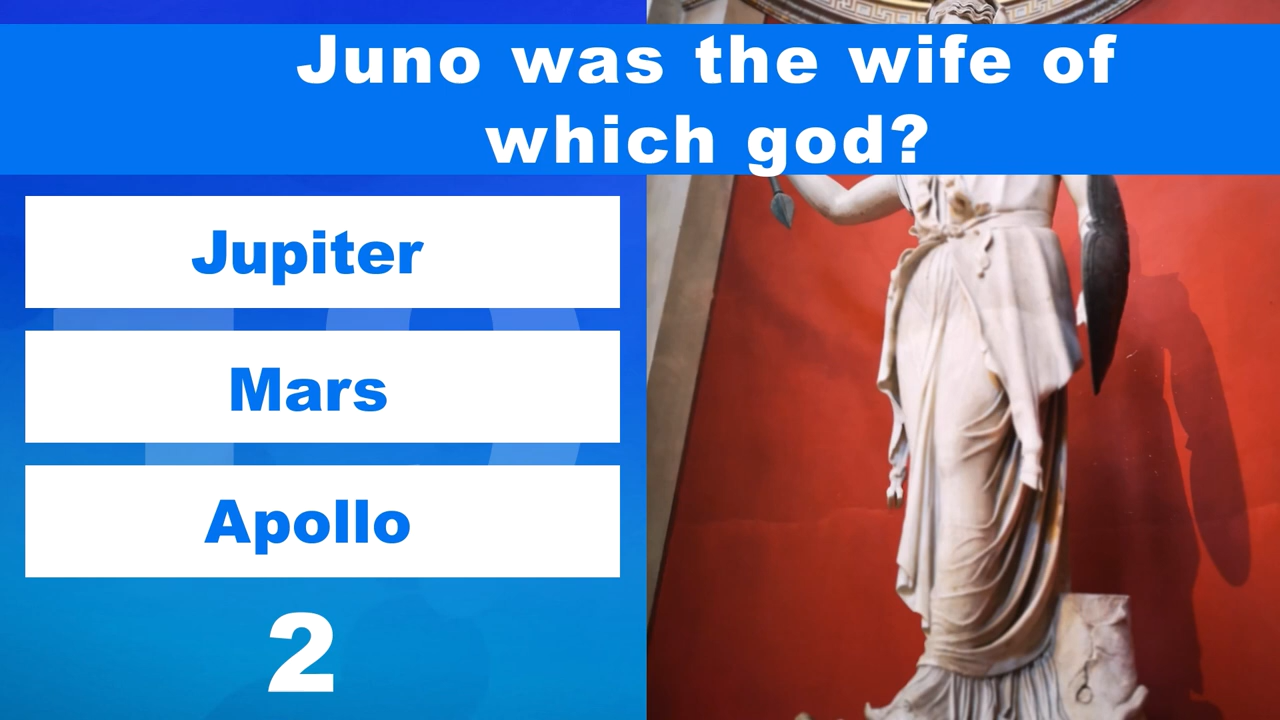 Juno was the wife of
which god?
Jupiter
Mars
Apollo
2